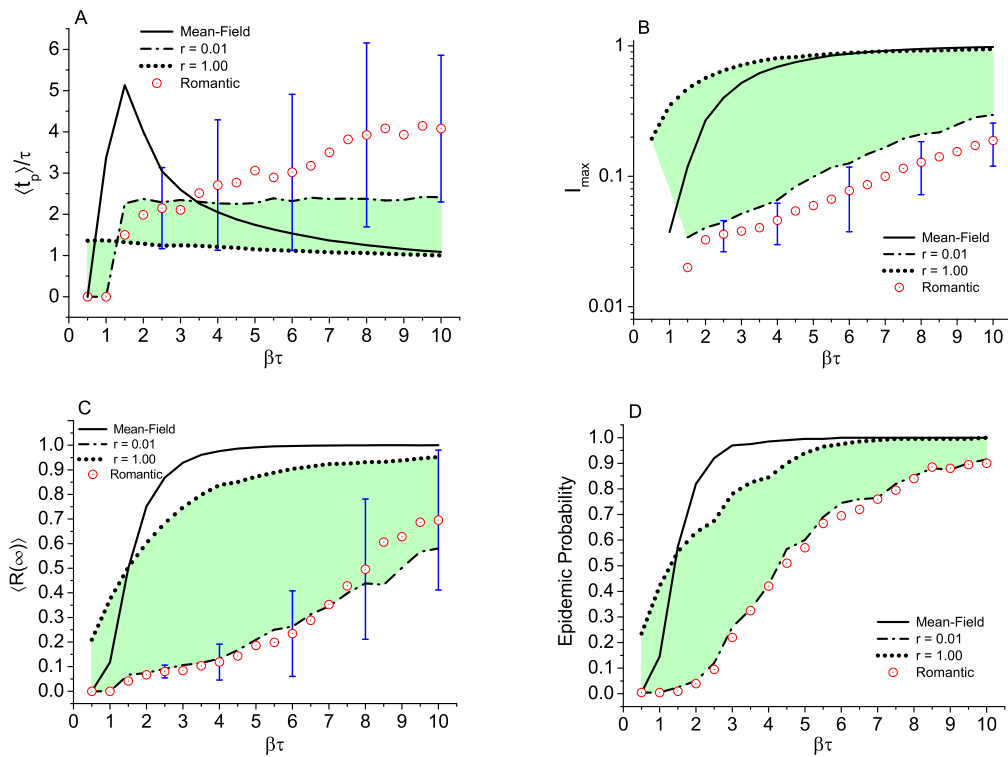 A
Mean-Field
r = 0.01
r = 1.00
Romantic
6
5
4
3
2
1
0
⟨tp⟩/τ
0 1 2 3 4 5 6 7 8 9 10
βτ
B
1
0.1
0.01
Imax
Mean-Field
r = 0.01
r = 1.00
Romantic
0 1 2 3 4 5 6 7 8 9 10
βτ
C
Mean-Field
r = 0.01
r = 1.00
Romantic
1.0
0.9
0.8
0.7
0.6
0.5
0.4
0.3
0.2
0.1
0.0
⟨R(∞)⟩
0 1 2 3 4 5 6 7 8 9 10
βτ
D
1.0
0.9
0.8
0.7
0.6
0.5
0.4
0.3
0.2
0.1
0.0
Epidemic Probability
Mean-Field
r = 0.01
r = 1.00
Romantic
0 1 2 3 4 5 6 7 8 9 10
βτ